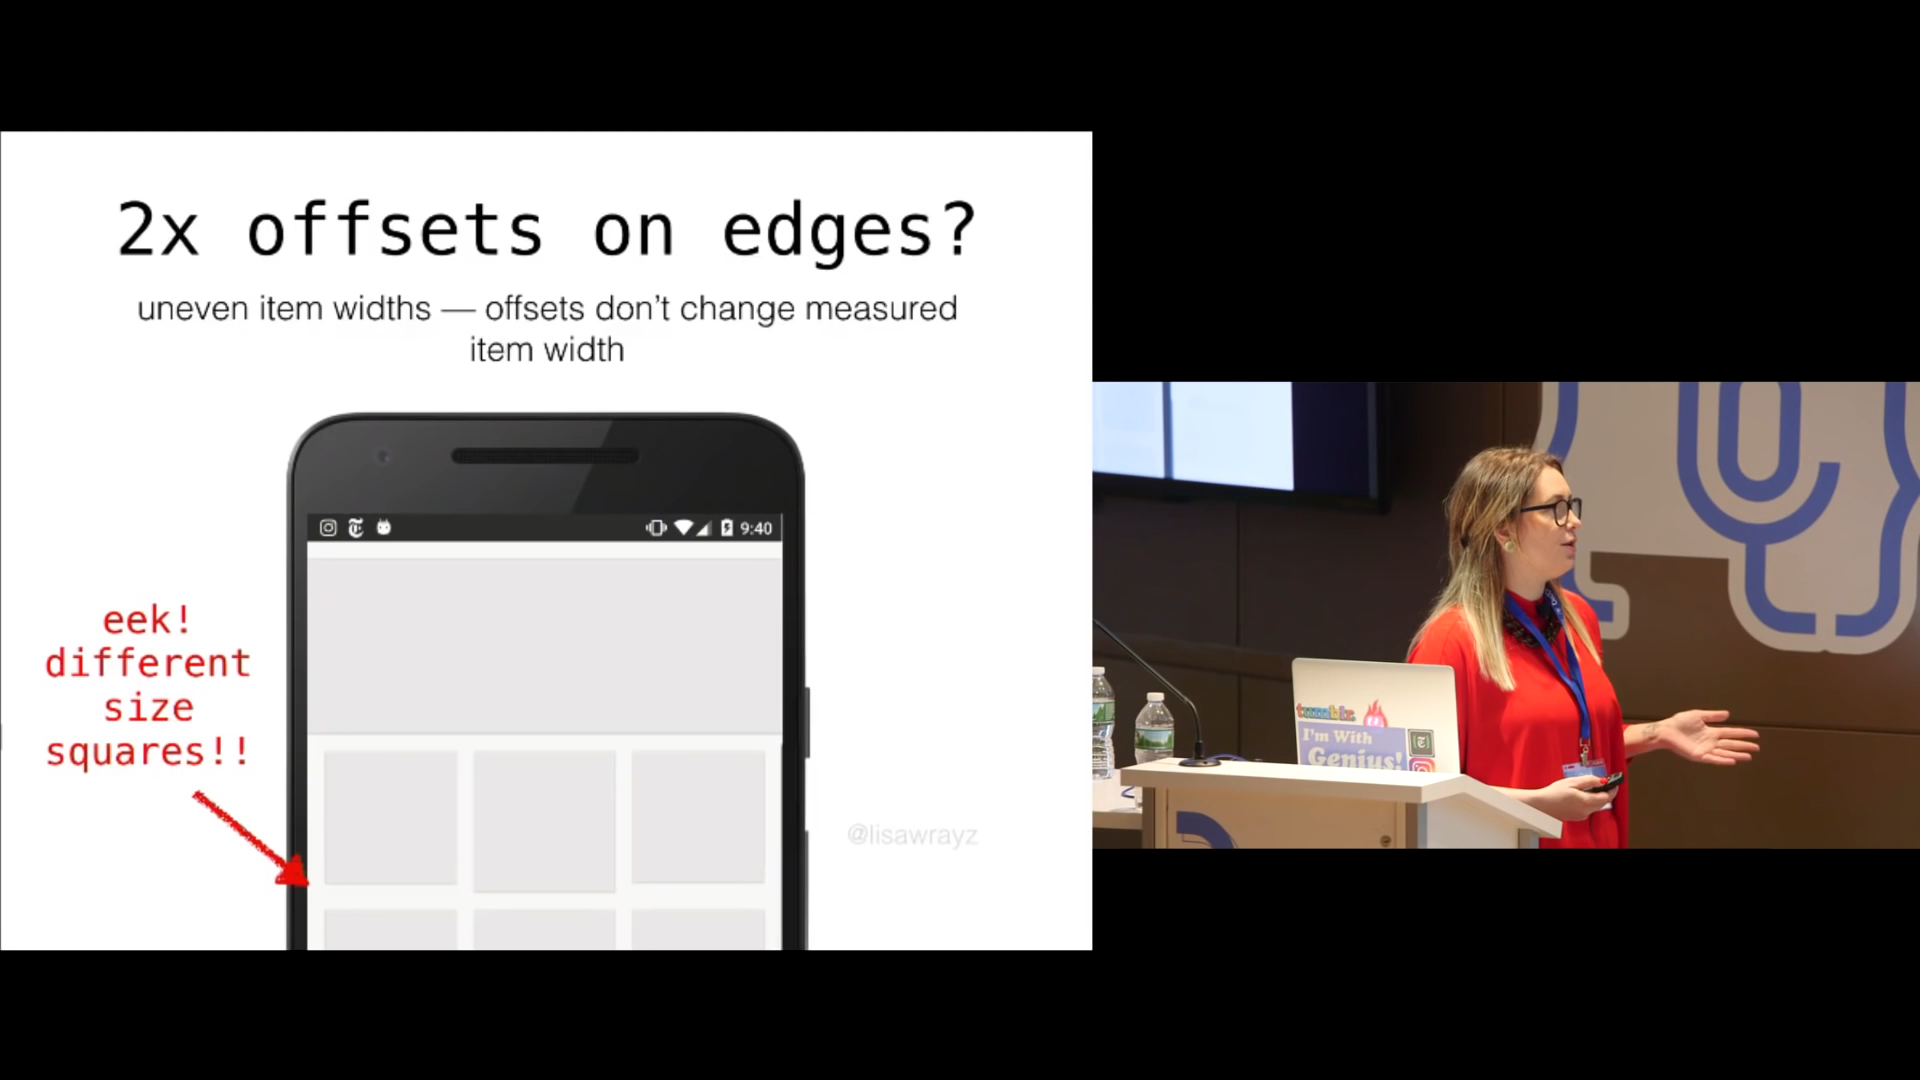 2x offsets on edges?
uneven item widths — offsets don't change measured
item width
9:40
eek!
different
size
squares!!
@lisawrayz
tumblr.
I'm With
Genius!